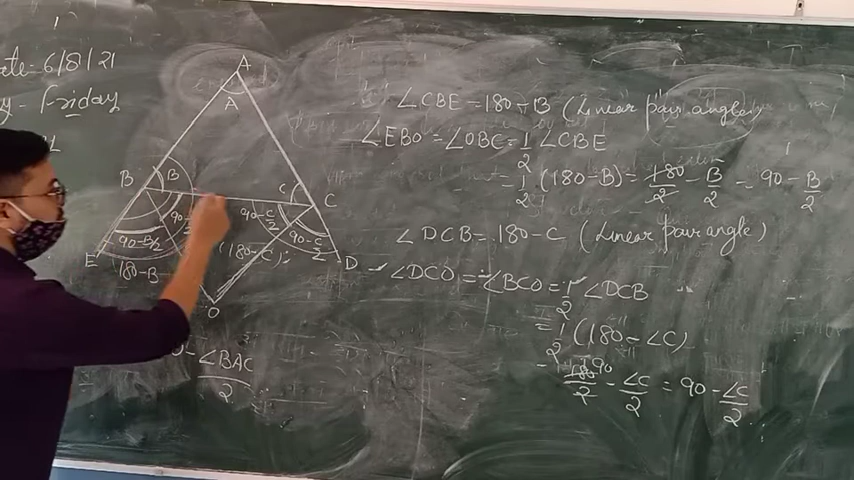 ate=6/8/21
y- Friday
A
A
B
B
C
C
90-C/2
90-C/2
90-B/2
180-B
(180-C);
E
D
O
-∠BAC/2
∠CBE=180-B (Linear pair angle)
∠EBO=∠OBC=1/2 ∠CBE
=1/2 (180-B)=180/2-B/2=90-B/2
∠DCB=180-C (Linear pair angle)
∠DCO=∠BCO=1/2 ∠DCB
=1/2 (180-∠C)
180/2-∠C/2=90-∠C/2